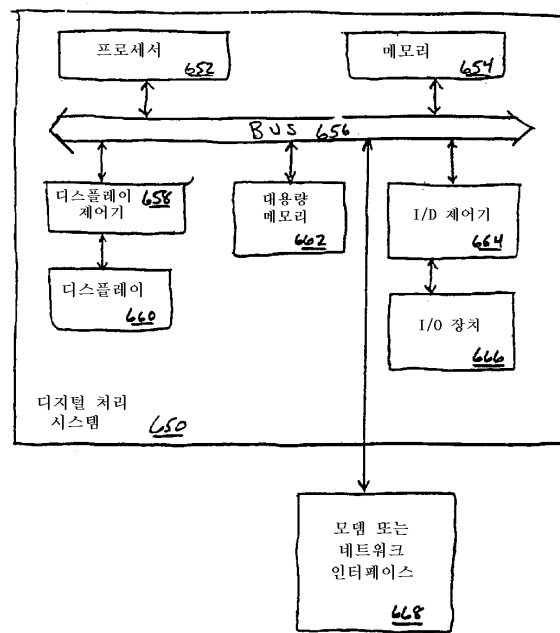 프로세서
652
메모리
654
BUS 656
디스플레이 658
제어기
대용량
메모리
662
I/D 제어기
664
디스플레이
660
I/O 장치
666
디지털 처리
시스템
650
모뎀 또는
네트워크
인터페이스
668